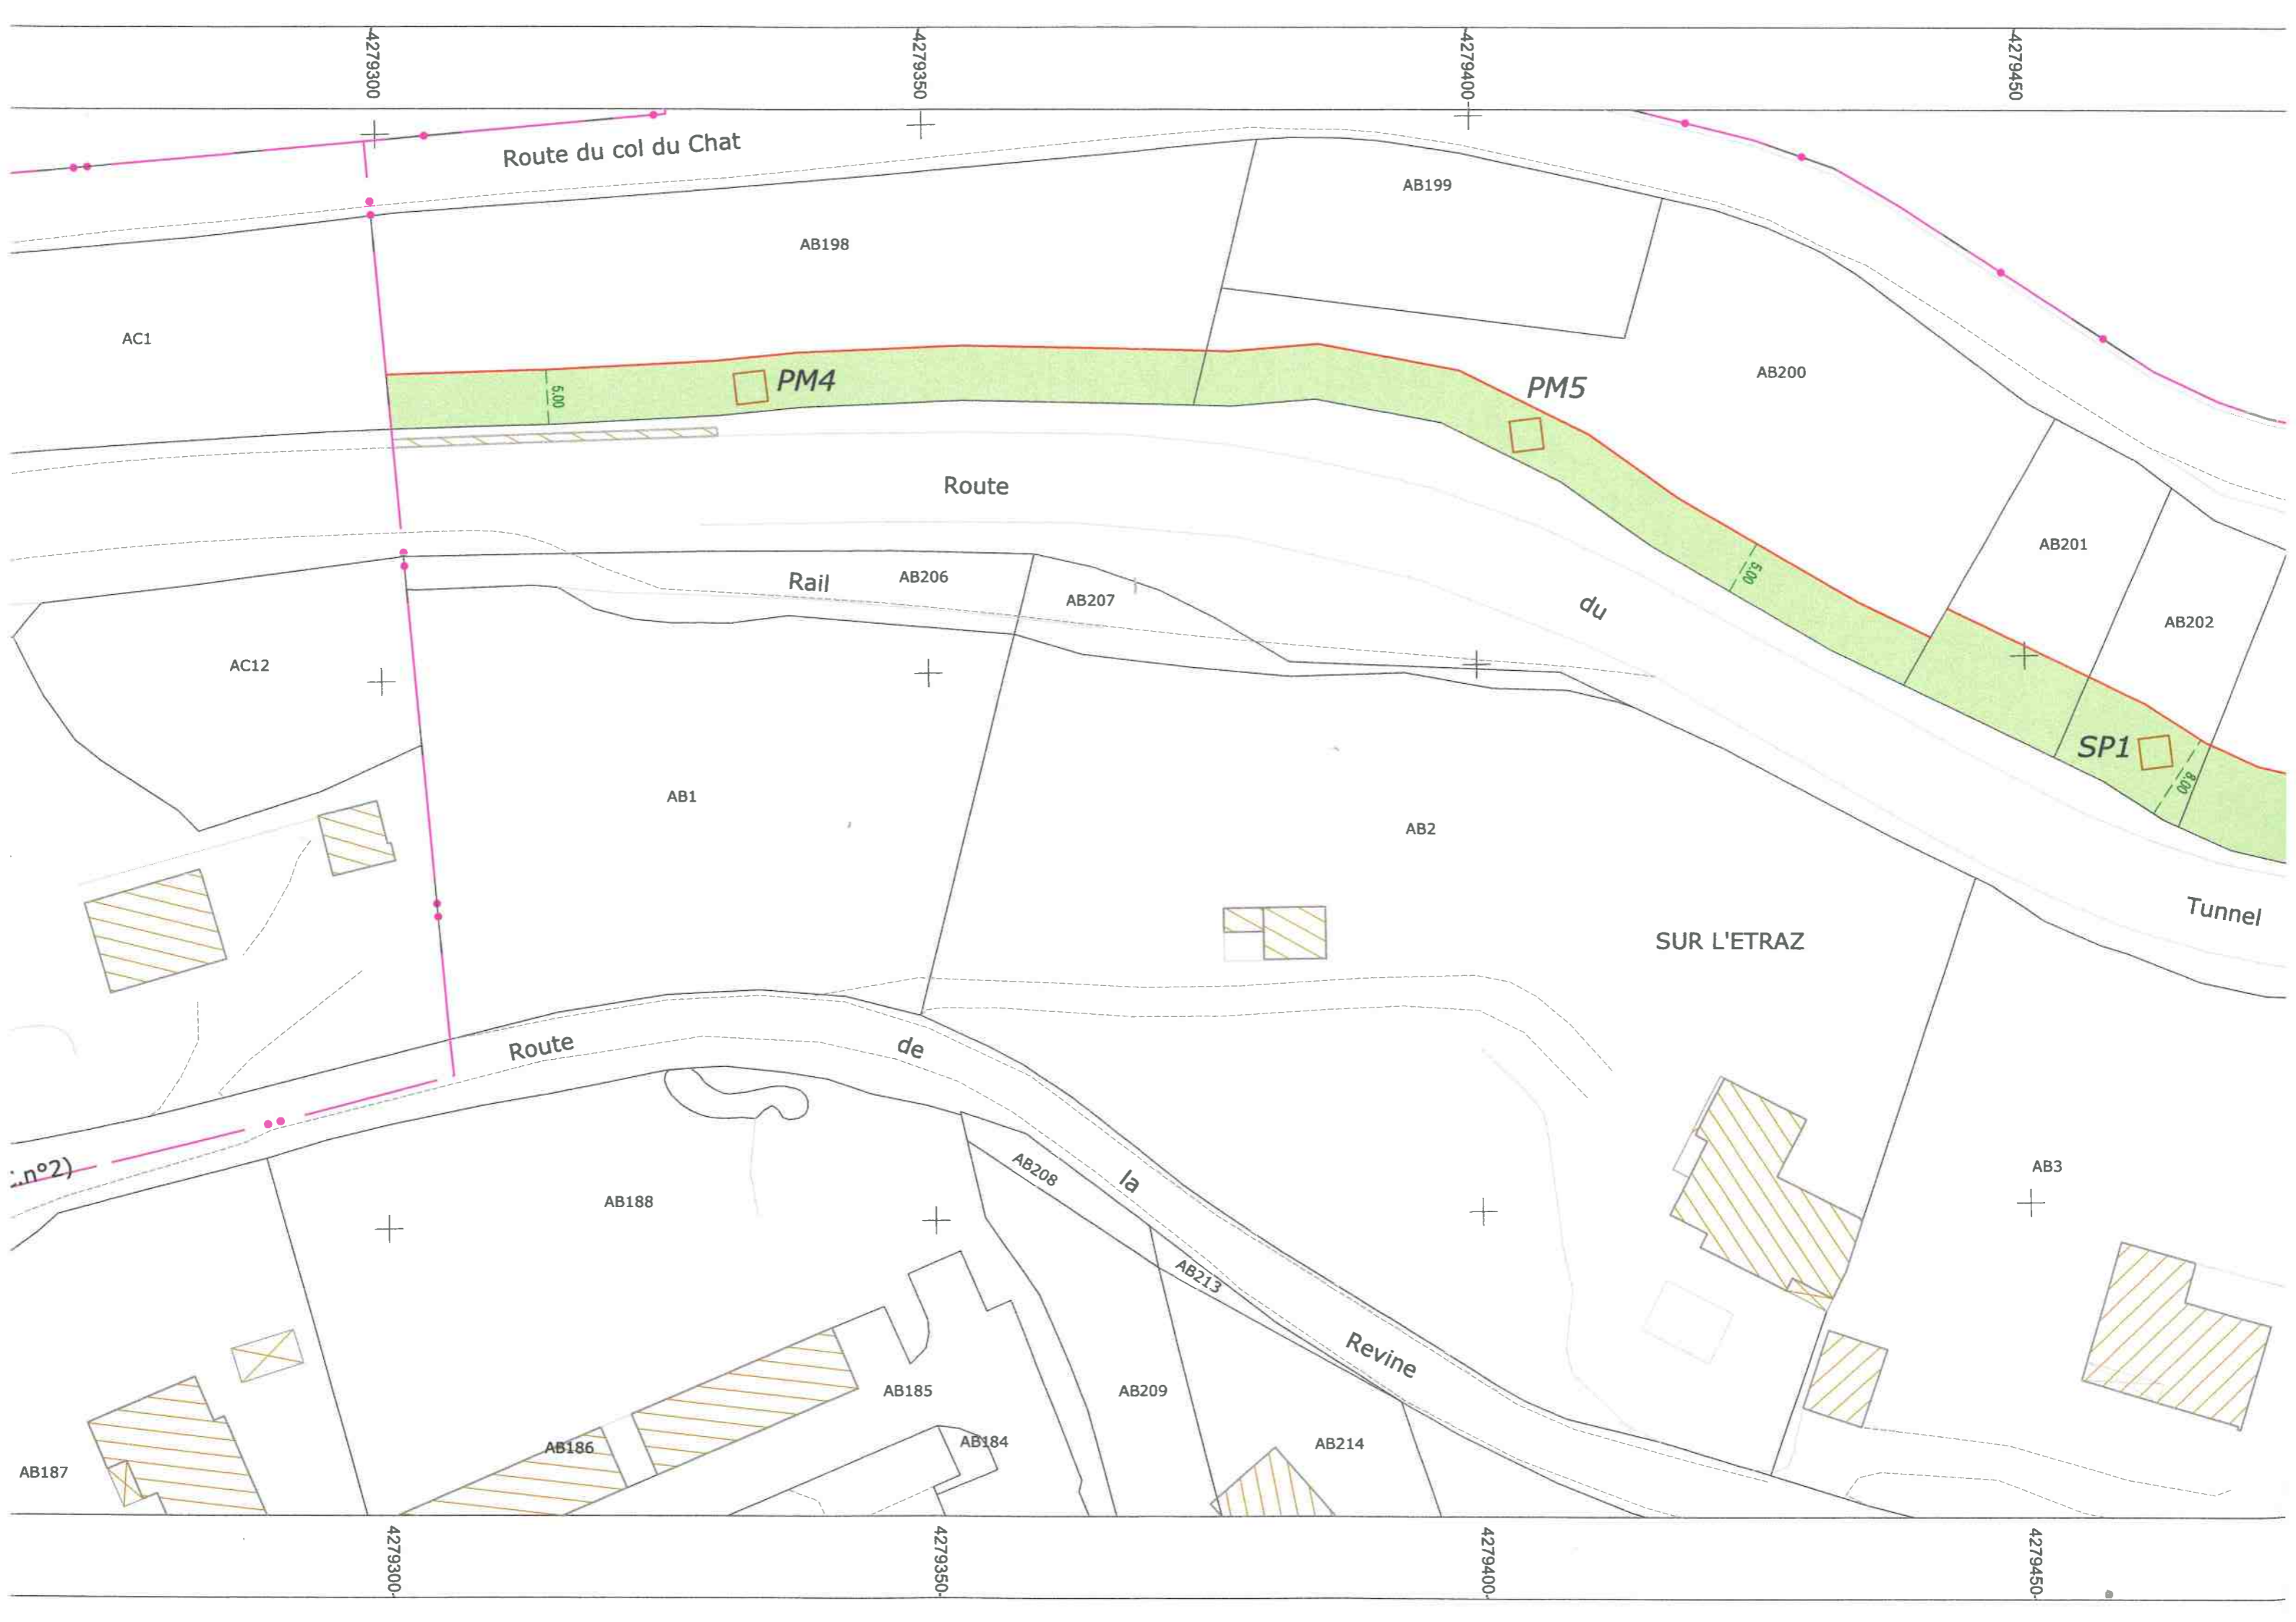 4279300
4279350
4279400
4279450
Route du col du Chat
AB199
AB198
AC1
AB200
PM4
PM5
5.00
Route
AB201
5.00
Rail
AB206
AB207
du
AB202
AC12
SP1
8.00
AB1
AB2
Tunnel
SUR L'ETRAZ
Route
de
.n°2)
AB208
la
AB3
AB188
AB213
Revine
AB185
AB209
AB186
AB184
AB214
AB187
4279300
4279350
4279400
4279450